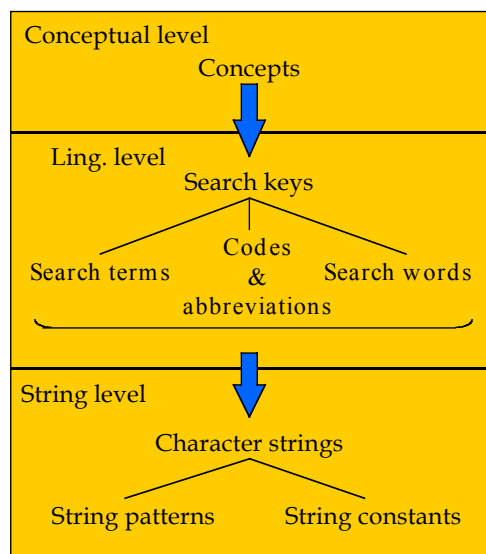 Conceptual level
Concepts
Ling. level
Search keys
Search terms
Codes
&
abbreviations
Search words
String level
Character strings
String patterns
String constants